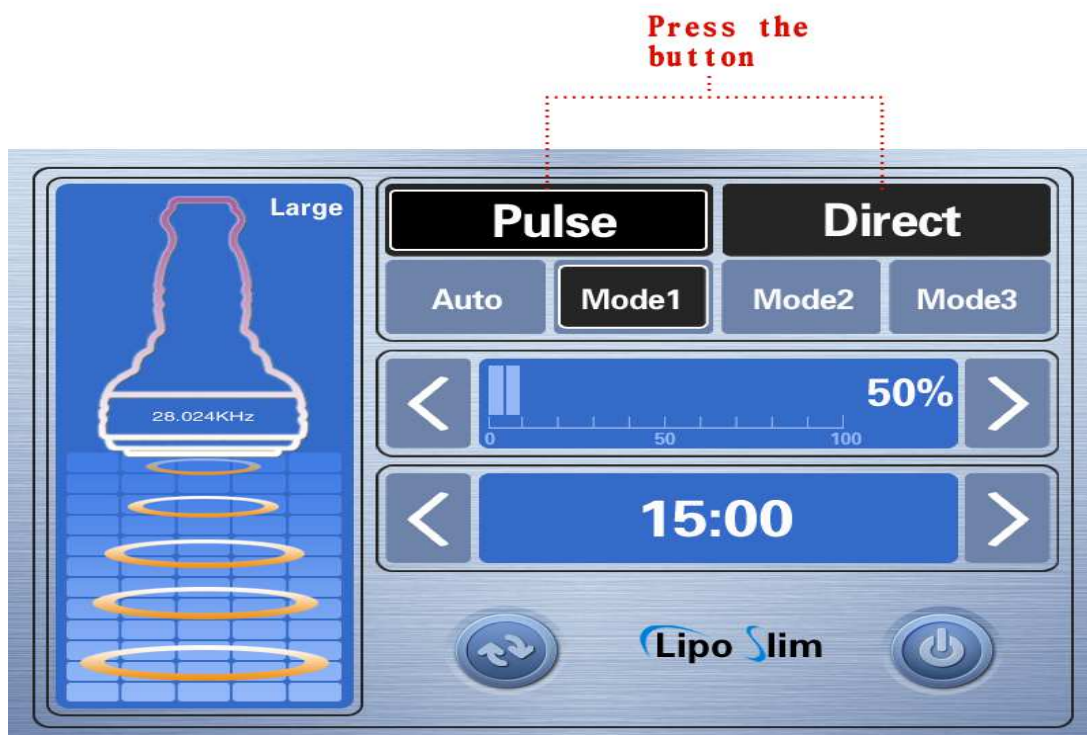 Press the
button
Large
Pulse
Direct
Auto
Mode1
Mode2
Mode3
28.024KHz
50%
0
50
100
15:00
Lipo Slim